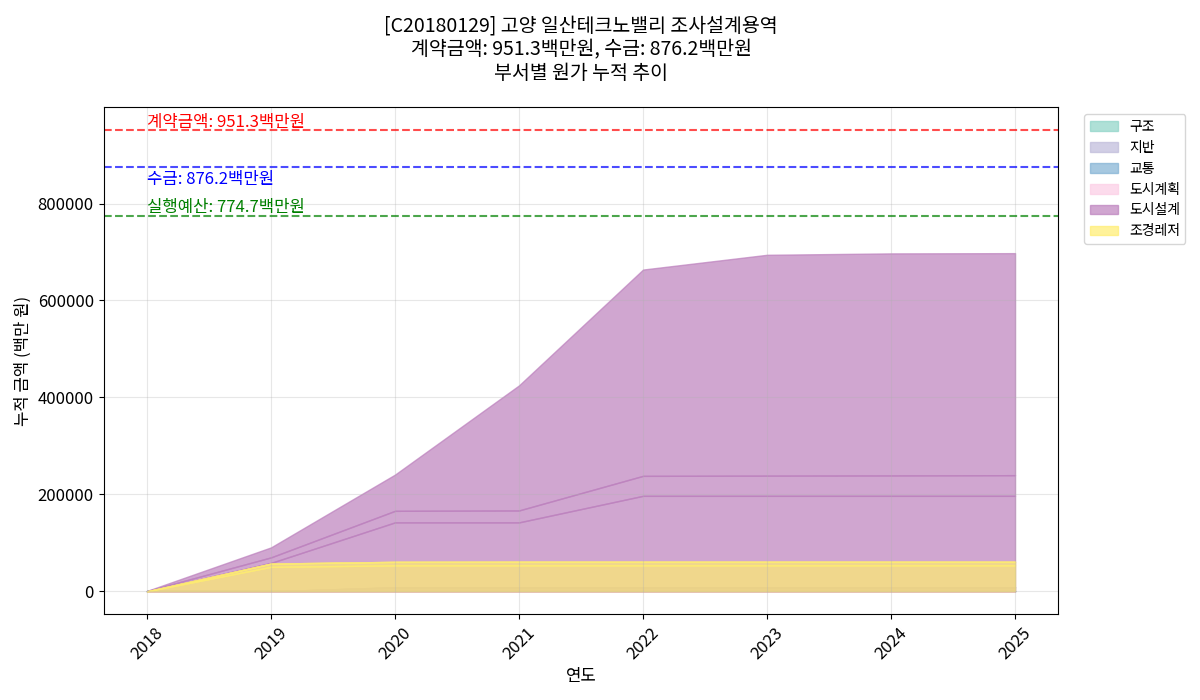 [C20180129] 고양 일산테크노밸리 조사설계용역
계약금액: 951.3백만원, 수금: 876.2백만원
부서별 원가 누적 추이
계약금액: 951.3백만원
수금: 876.2백만원
실행예산: 774.7백만원
구조
지반
교통
도시계획
도시설계
조경레저
800000
600000
400000
200000
0
누적 금액 (백만 원)
2018
2019
2020
2021
2022
2023
2024
2025
연도